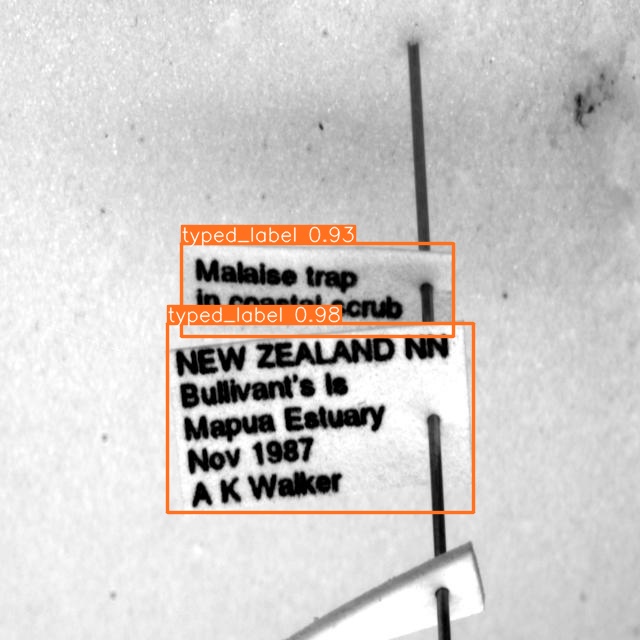 typed_label 0.93
Malaise trap
in coastal scrub
typed_label 0.98
NEW ZEALAND NN
Bullivant's Is
Mapua Estuary
Nov 1987
A K Walker